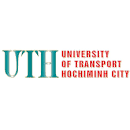 UTH
UNIVERSITY
OF TRANSPORT
HOCHIMINH CITY